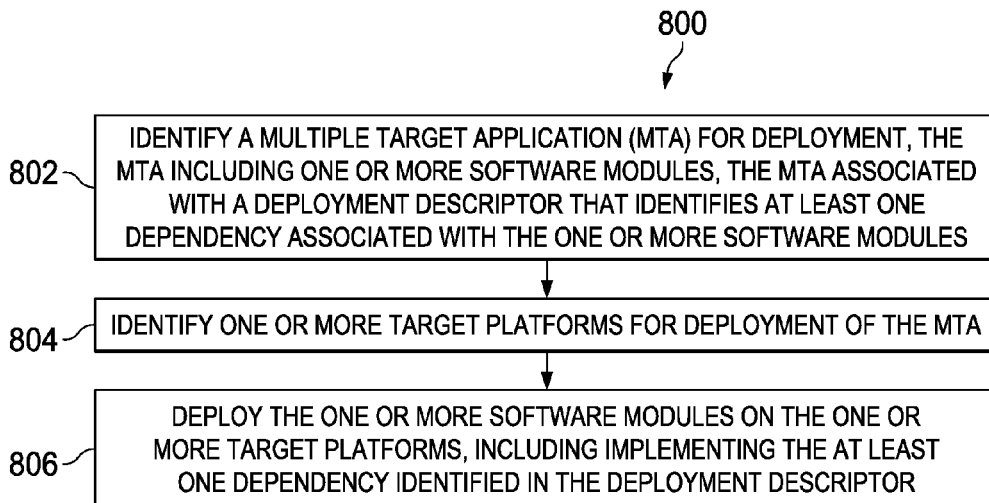 800
802
IDENTIFY A MULTIPLE TARGET APPLICATION (MTA) FOR DEPLOYMENT, THE
MTA INCLUDING ONE OR MORE SOFTWARE MODULES, THE MTA ASSOCIATED
WITH A DEPLOYMENT DESCRIPTOR THAT IDENTIFIES AT LEAST ONE
DEPENDENCY ASSOCIATED WITH THE ONE OR MORE SOFTWARE MODULES
804
IDENTIFY ONE OR MORE TARGET PLATFORMS FOR DEPLOYMENT OF THE MTA
806
DEPLOY THE ONE OR MORE SOFTWARE MODULES ON THE ONE OR
MORE TARGET PLATFORMS, INCLUDING IMPLEMENTING THE AT LEAST
ONE DEPENDENCY IDENTIFIED IN THE DEPLOYMENT DESCRIPTOR